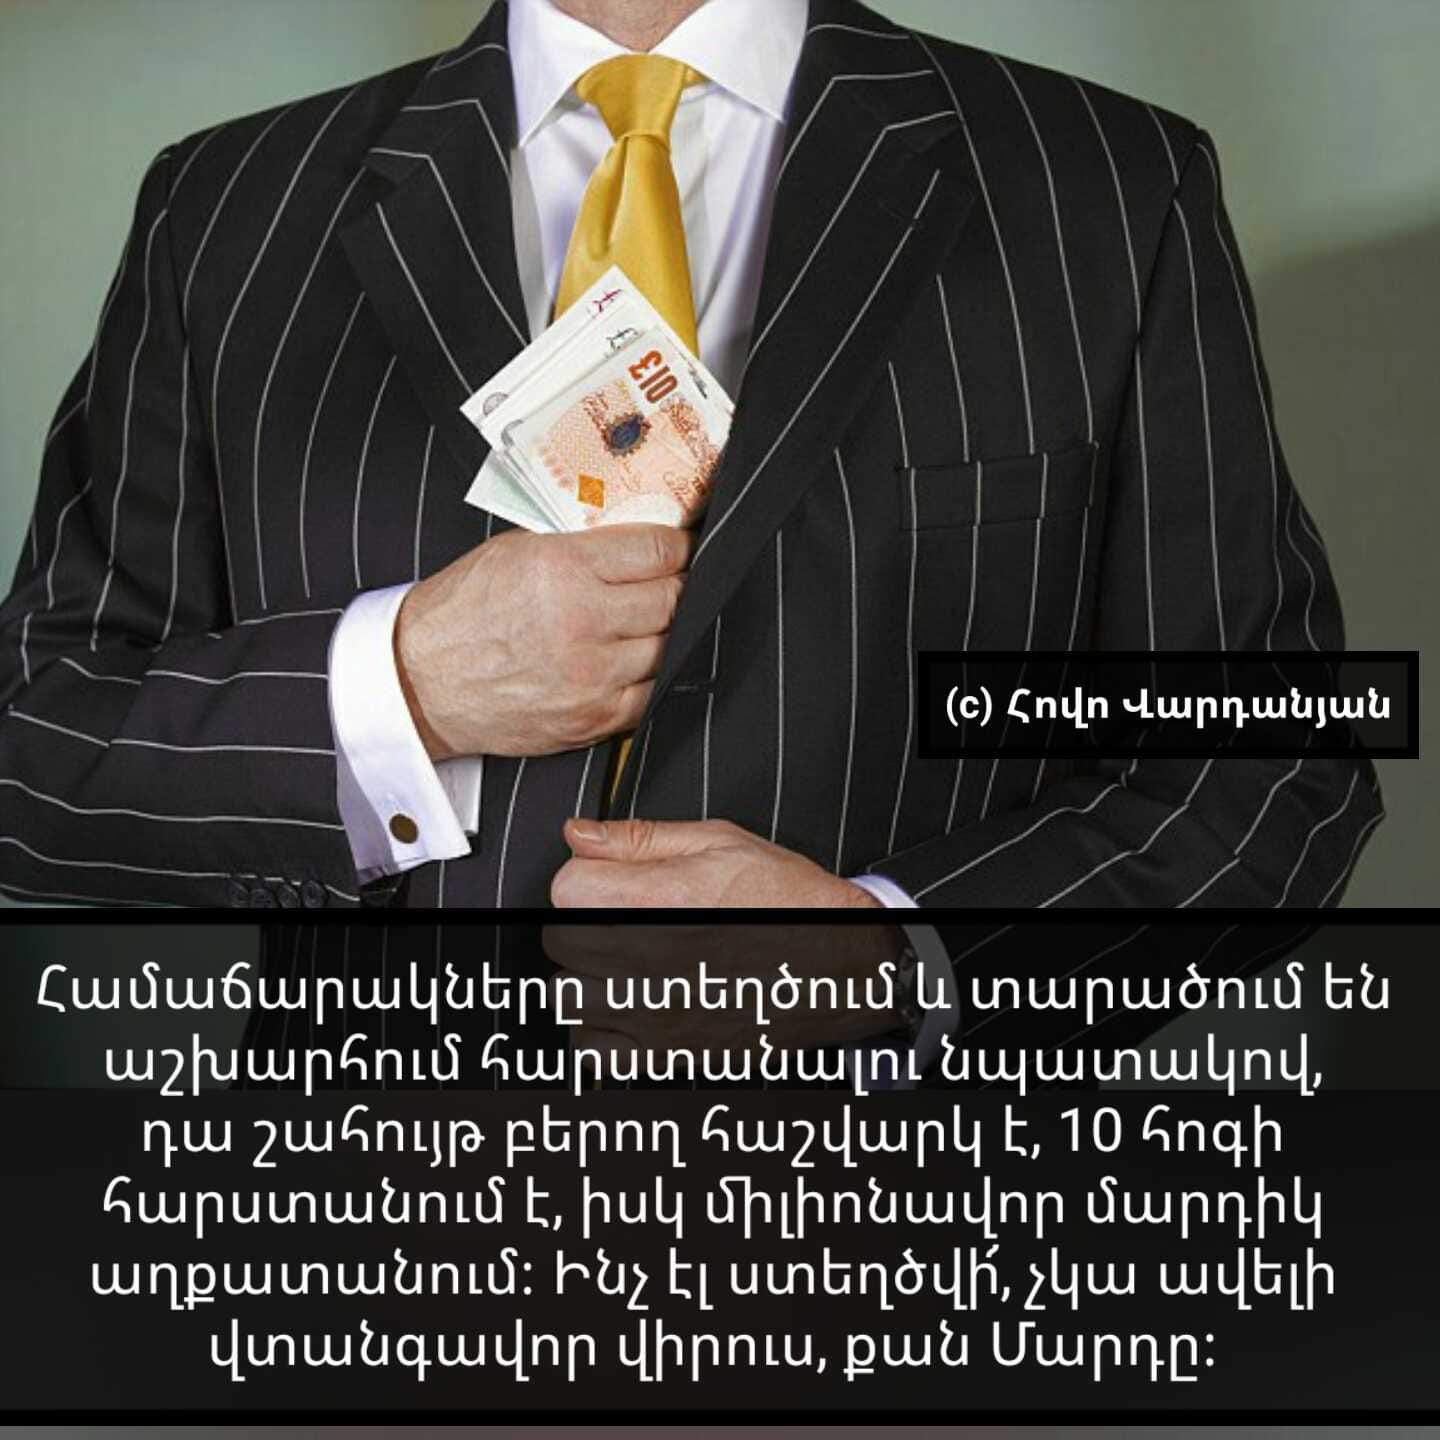 £10
(c) Հովո Վարդանյան
Համաճարակները ստեղծում և տարածում են
աշխարհում հարստանալու նպատակով,
դա շահույթ բերող հաշվարկ է, 10 հոգի
հարստանում է, իսկ միլիոնավոր մարդիկ
աղքատանում: Ինչ էլ ստեղծվի՜, չկա ավելի
վտանգավոր վիրուս, քան Մարդը: